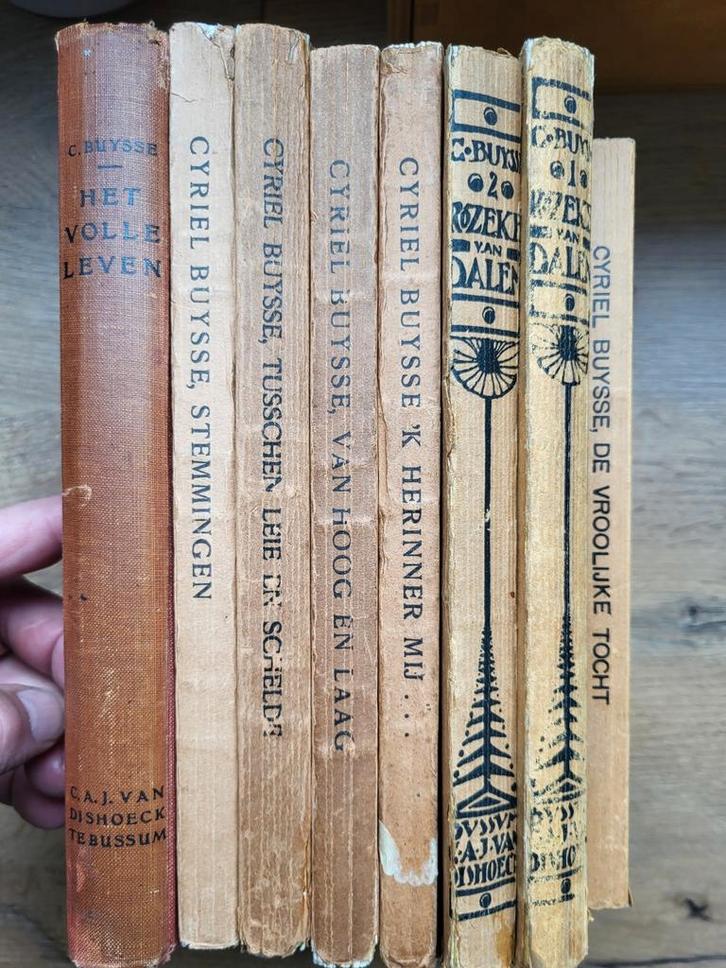 C. BUYSSE
HET
VOLLE
LEVEN
C. A. J. VAN
DISHOECK
TE BUSSUM
CYRIEL BUYSSE, STEMMINGEN
CYRIEL BUYSSE, TUSSCHEN LEIE EN SCHELDE
CYRIEL BUYSSE, VAN HOOG EN LAAG
CYRIEL BUYSSE 'K HERINNER MIJ . . .
C•BUYSSE
2
ROZEKE
VAN
DALEN
BUSSUM
C.A.J. VAN
DISHOECK
C•BUYSSE
1
ROZEKE
VAN
DALEN
CYRIEL BUYSSE, DE VROOLIJKE TOCHT